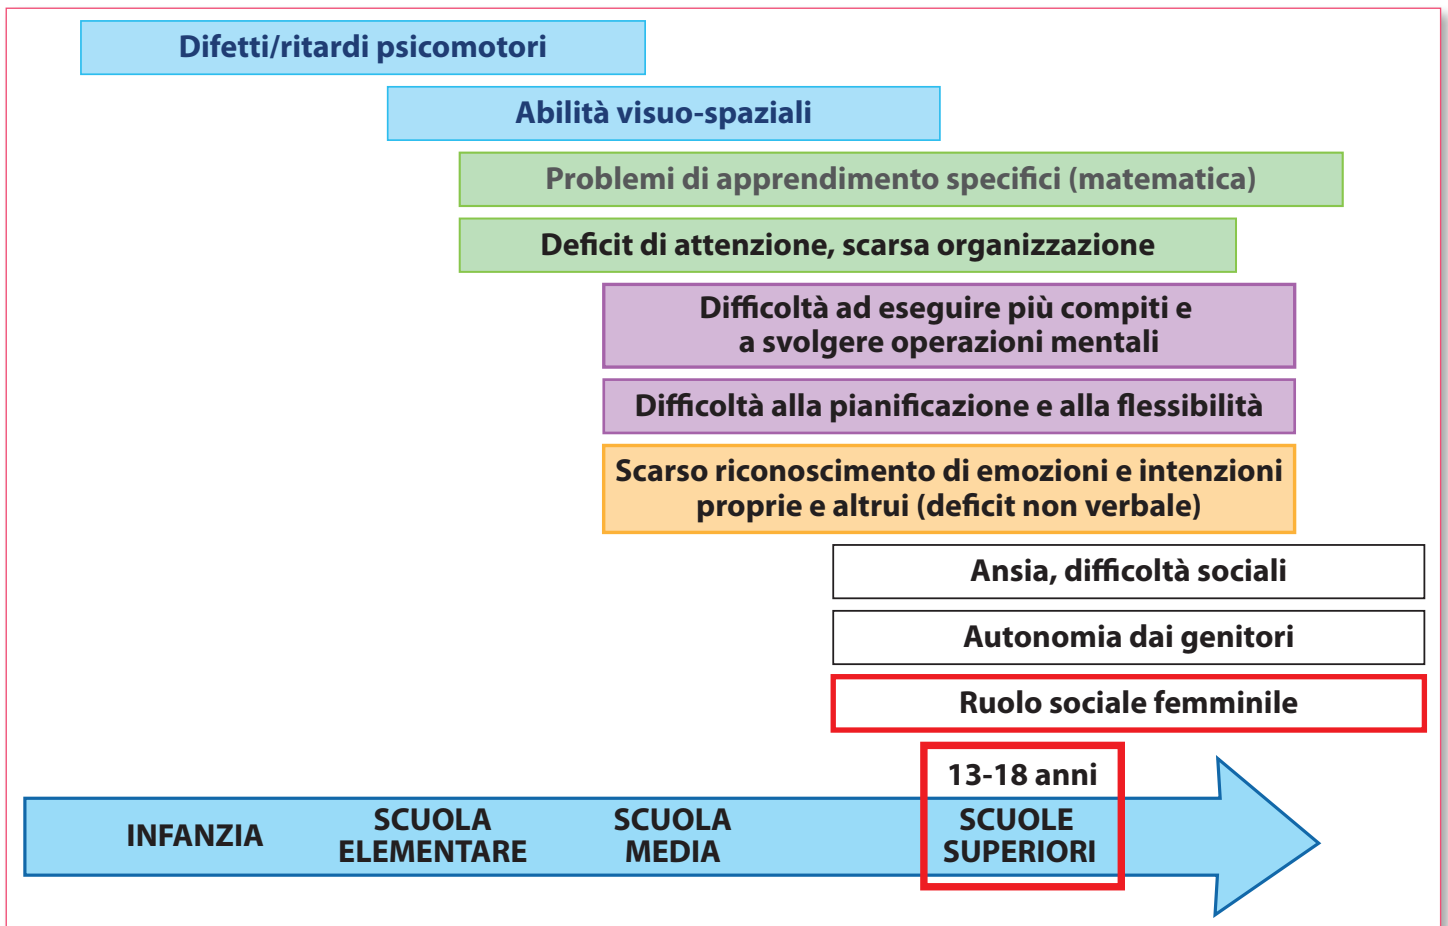 Difetti/ritardi psicomotori
Abilità visuo-spaziali
Problemi di apprendimento specifici (matematica)
Deficit di attenzione, scarsa organizzazione
Difficoltà ad eseguire più compiti e
a svolgere operazioni mentali
Difficoltà alla pianificazione e alla flessibilità
Scarso riconoscimento di emozioni e intenzioni
proprie e altrui (deficit non verbale)
Ansia, difficoltà sociali
Autonomia dai genitori
Ruolo sociale femminile
13-18 anni
INFANZIA
SCUOLA
ELEMENTARE
SCUOLA
MEDIA
SCUOLE
SUPERIORI